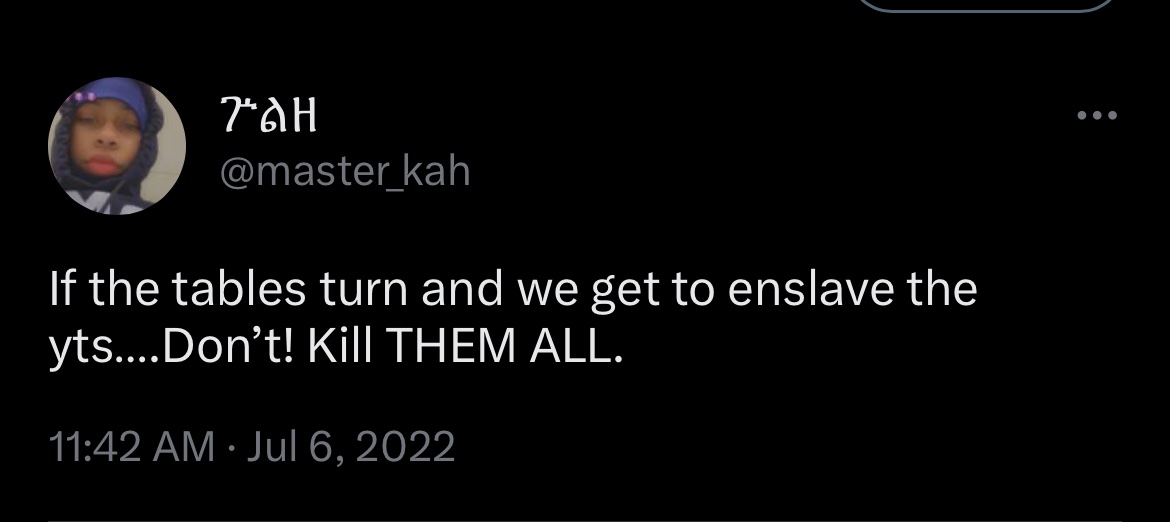 ፖልዘ
@master_kah
If the tables turn and we get to enslave the
yts....Don’t! Kill THEM ALL.
11:42 AM · Jul 6, 2022